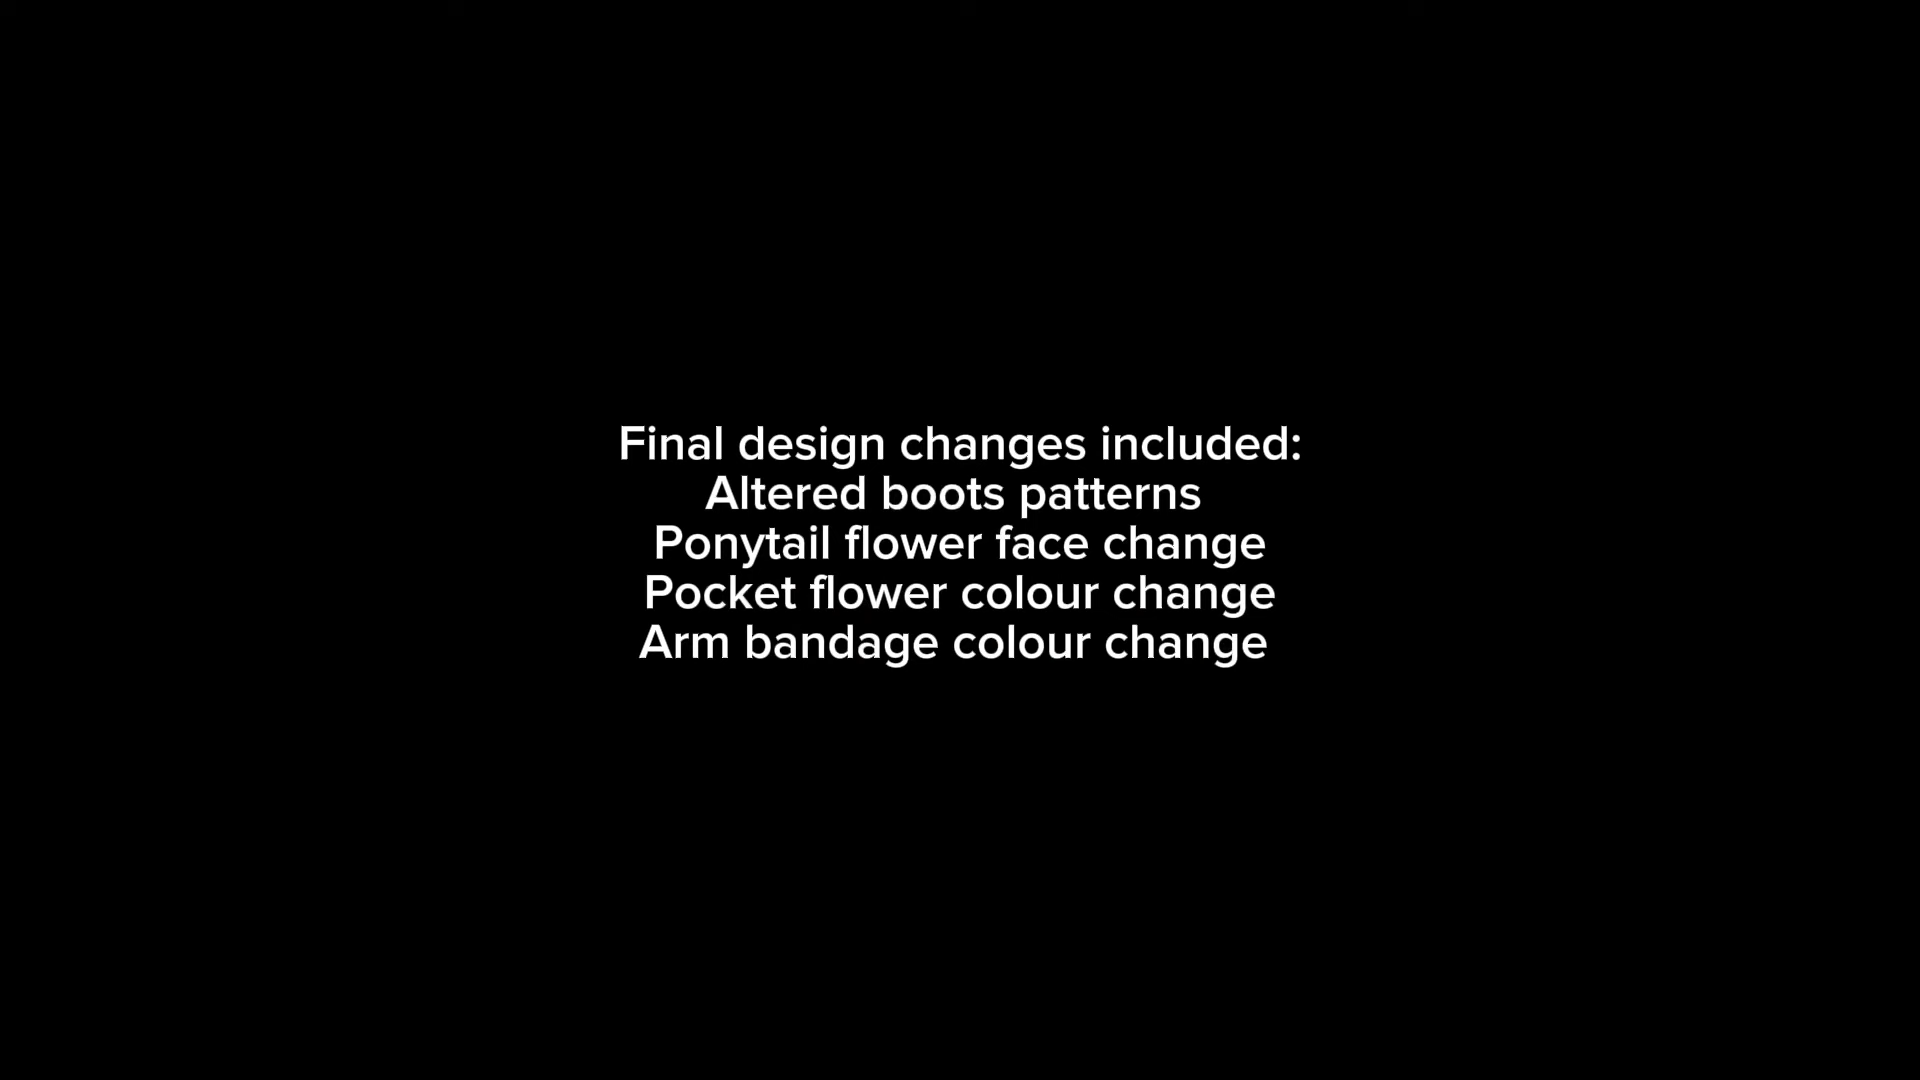 Final design changes included:
Altered boots patterns
Ponytail flower face change
Pocket flower colour change
Arm bandage colour change